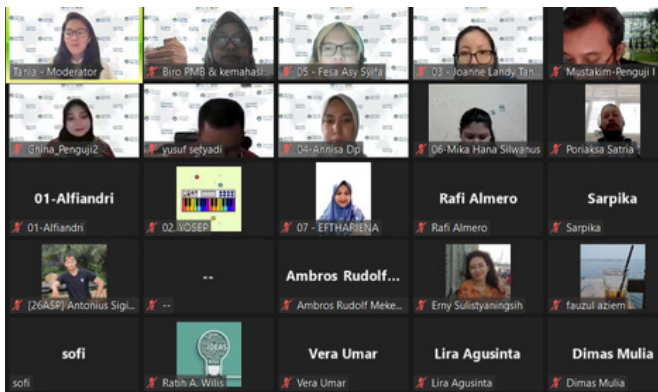 Tania - Moderator
Biro PMB & kemahasi...
05 - Fesa Asy Syifa
03 - Joanne Landy Tan...
Mustakim-Penguji I
Ghina_Penguji2
yusuf setyadi
04-Annisa Dp
06-Mika Hana Silwanus
Poriaksa Satria
01-Alfiandri
01-Alfiandri
02. YOSEP
07 - EFTHARIENA
Rafi Almero
Rafi Almero
Sarpika
Sarpika
[26ASP] Antonius Sigi...
--
--
Ambros Rudolf...
Ambros Rudolf Meke...
Erny Sulistyaningsih
fauzul aziem
sofi
sofi
IDEAS
Ratih A. Wilis
Vera Umar
Vera Umar
Lira Agusinta
Lira Agusinta
Dimas Mulia
Dimas Mulia